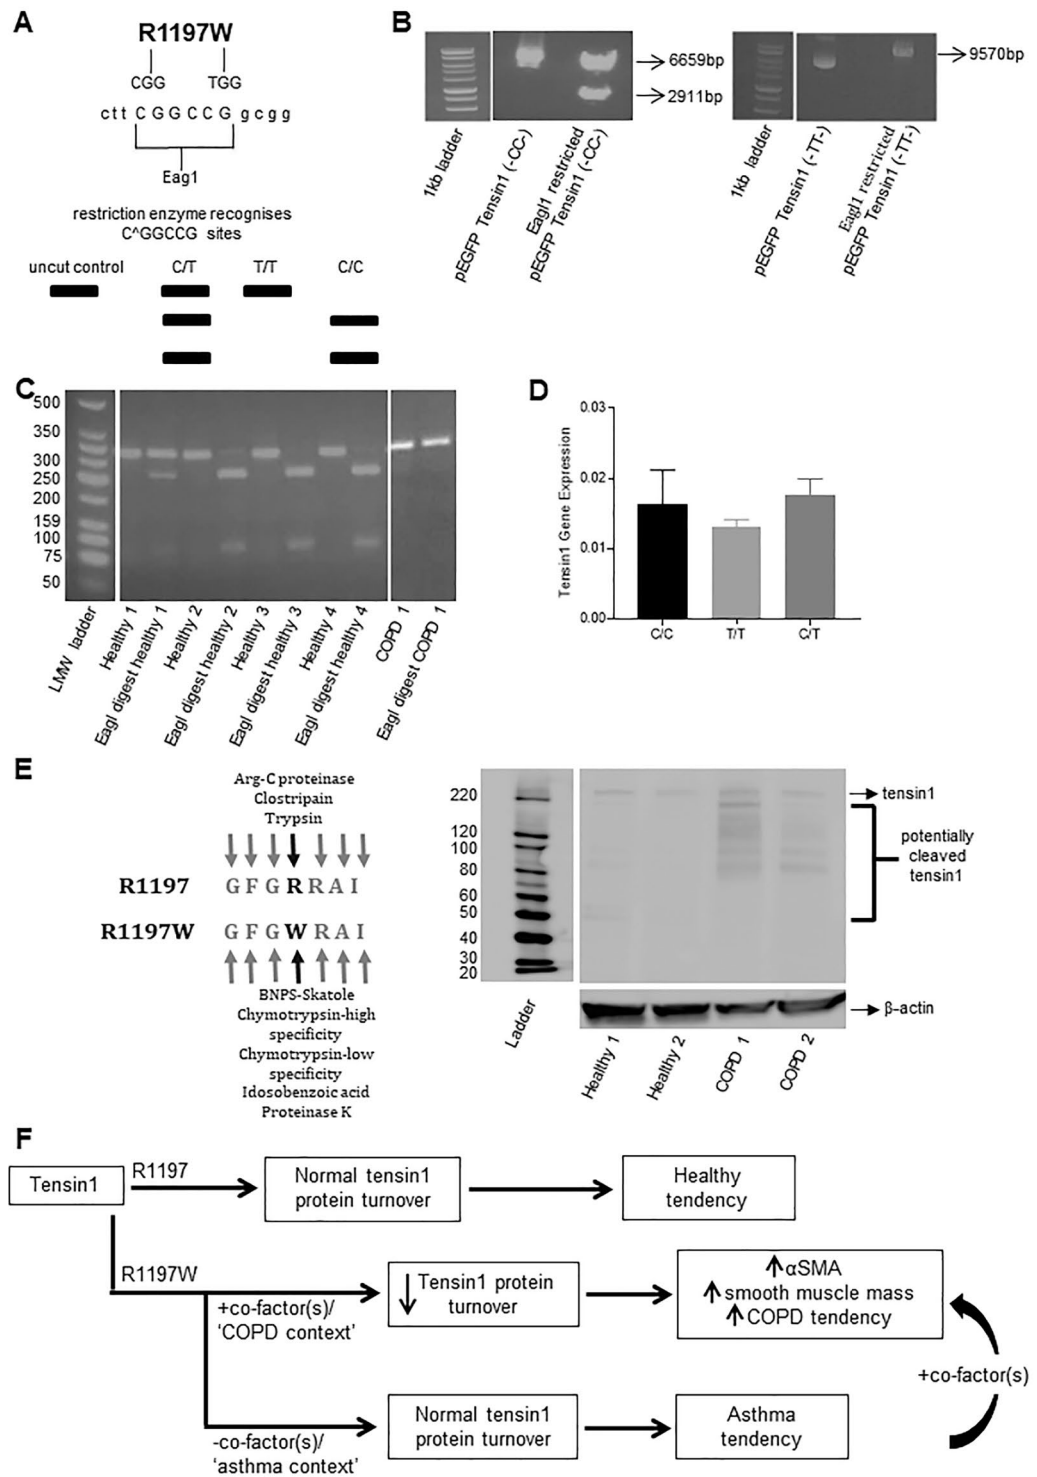 A
R1197W
CGG TGG
ctt CGGCCG gcgg
Eag1
restriction enzyme recognises
C^GGCCG sites
uncut control C/T T/T C/C
B
6659bp
2911bp
9570bp
1kb ladder
pEGFP Tensin1 (-CC-)
Eagl1 restricted
pEGFP Tensin1 (-CC-)
1kb ladder
pEGFP Tensin1 (-TT-)
Eagl1 restricted
pEGFP Tensin1 (-TT-)
C
500
350
300
250
200
159
100
75
50
LMW ladder
Healthy 1
EagI digest healthy 1
Healthy 2
EagI digest healthy 2
Healthy 3
EagI digest healthy 3
Healthy 4
EagI digest healthy 4
COPD 1
EagI digest COPD 1
D
Tensin1 Gene Expression
0.03
0.02
0.01
0.00
C/C T/T C/T
E
Arg-C proteinase
Clostripain
Trypsin
R1197 G F G R R A I
R1197W G F G W R A I
BNPS-Skatole
Chymotrypsin-high
specificity
Chymotrypsin-low
specificity
Idosobenzoic acid
Proteinase K
220
120
100
80
60
50
40
30
20
tensin1
potentially
cleaved
tensin1
β-actin
Ladder
Healthy 1
Healthy 2
COPD 1
COPD 2
F
Tensin1
R1197
Normal tensin1
protein turnover
Healthy
tendency
R1197W
+co-factor(s)/
'COPD context'
↓Tensin1 protein
turnover
↑αSMA
↑smooth muscle mass
↑COPD tendency
+co-factor(s)
-co-factor(s)/
'asthma context'
Normal tensin1
protein turnover
Asthma
tendency